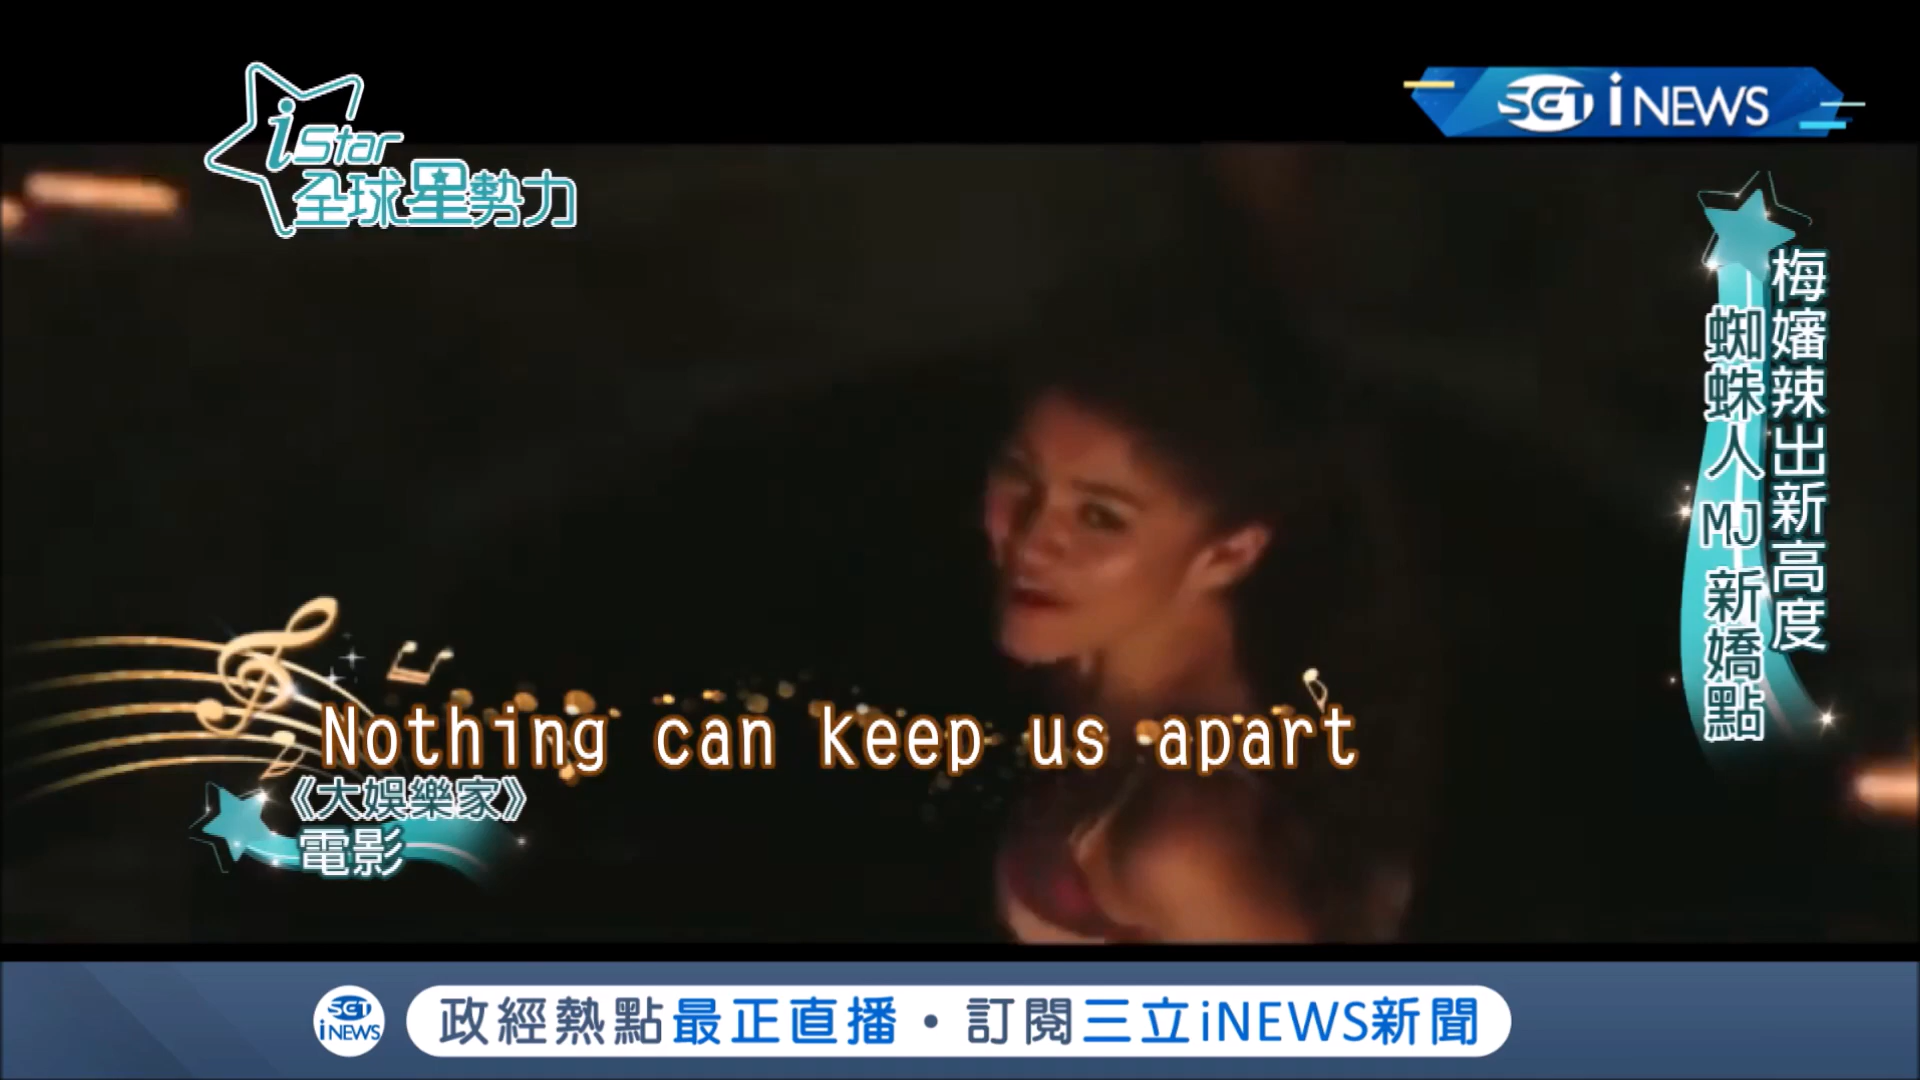 iStar
全球星勢力
SET iNEWS
梅嬸辣出新高度
蜘蛛人 MJ 新嬌點
Nothing can keep us apart
《大娛樂家》
電影
SET iNEWS
政經熱點最正直播・訂閱三立iNEWS新聞